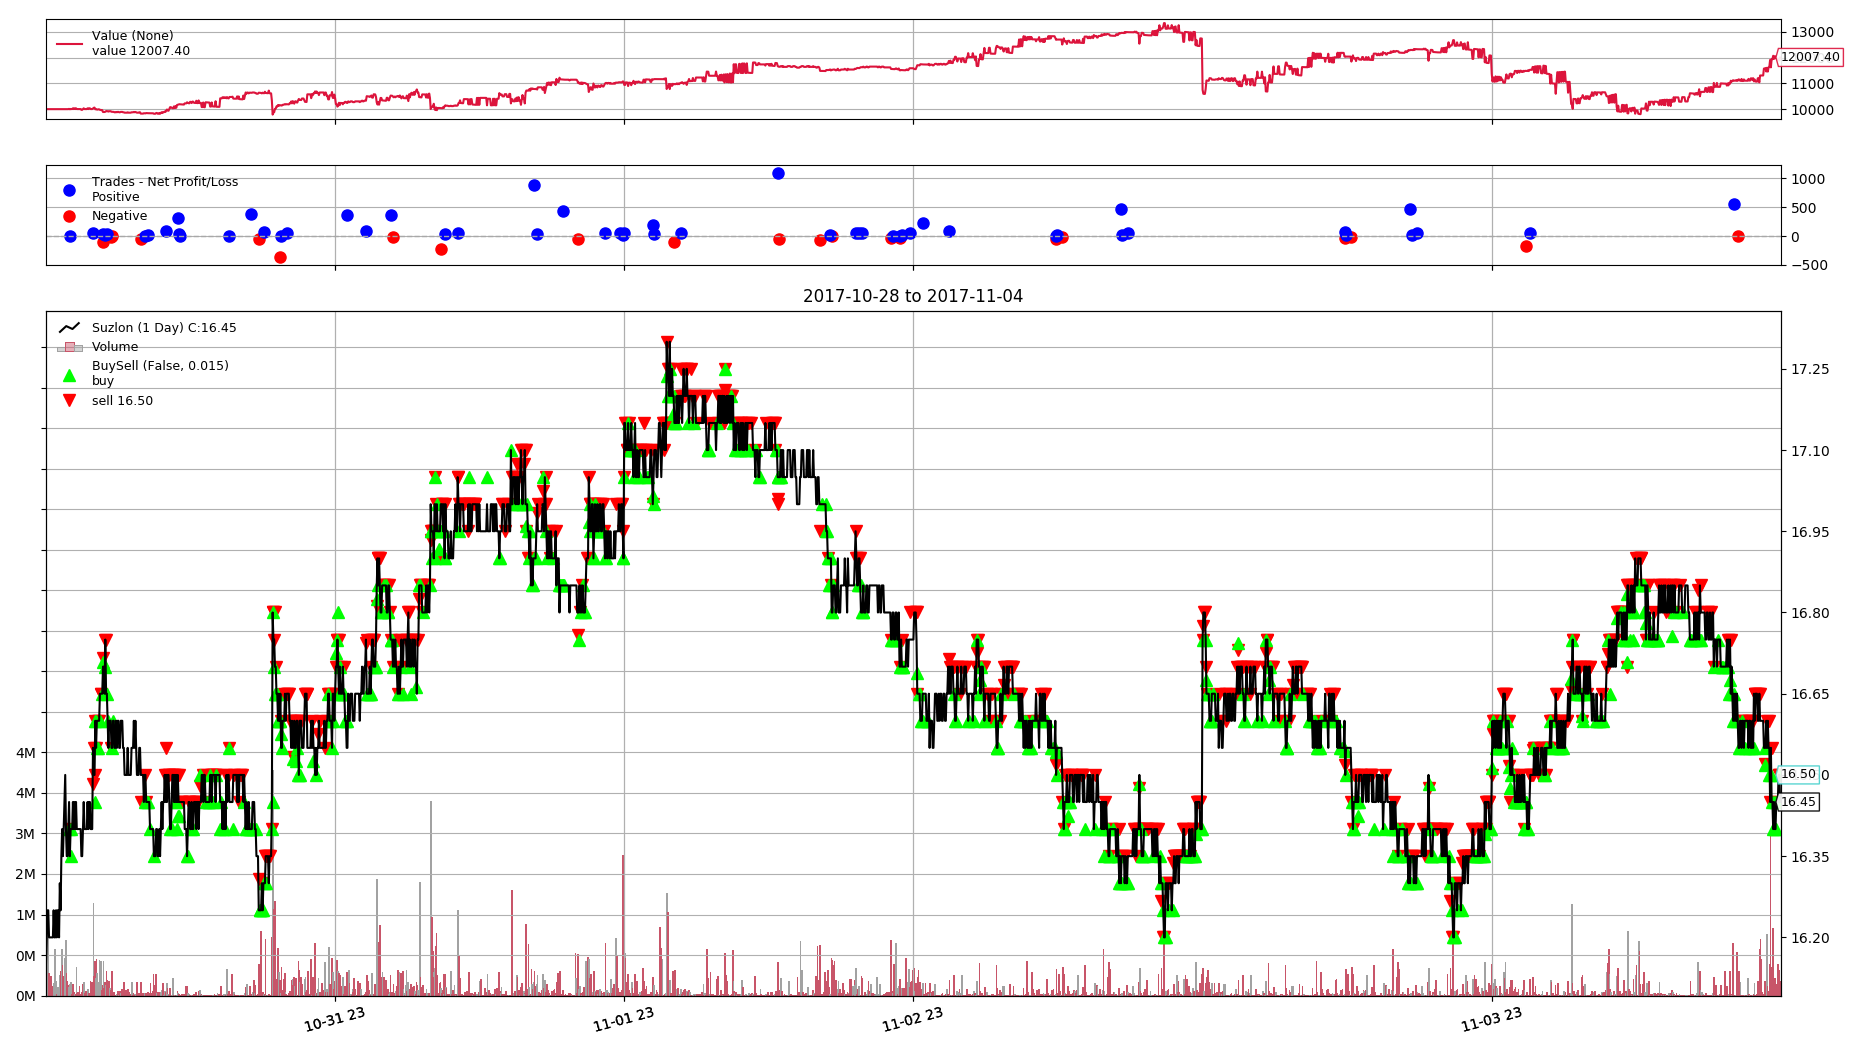 Value (None)
value 12007.40
13000
12007.40
11000
10000
Trades - Net Profit/Loss
Positive
Negative
1000
500
0
−500
2017-10-28 to 2017-11-04
Suzlon (1 Day) C:16.45
Volume
BuySell (False, 0.015)
buy
sell 16.50
17.25
17.10
16.95
16.80
16.65
16.50
0
16.45
16.35
16.20
4M
4M
3M
2M
1M
0M
0M
10-31 23
11-01 23
11-02 23
11-03 23